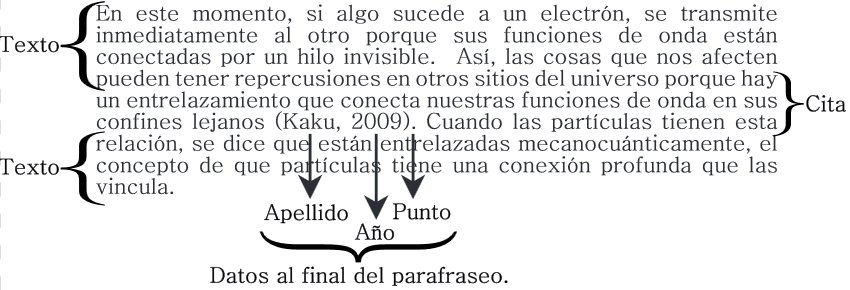 En este momento, si algo sucede a un electrón, se transmite
inmediatamente al otro porque sus funciones de onda están
Texto
conectadas por un hilo invisible. Así, las cosas que nos afecten
pueden tener repercusiones en otros sitios del universo porque hay
un entrelazamiento que conecta nuestras funciones de onda en sus
Cita
confines lejanos (Kaku, 2009). Cuando las partículas tienen esta
relación, se dice que están entrelazadas mecanocuánticamente, el
Texto
concepto de que partículas tiene una conexión profunda que las
vincula.
Apellido
Punto
Año
Datos al final del parafraseo.